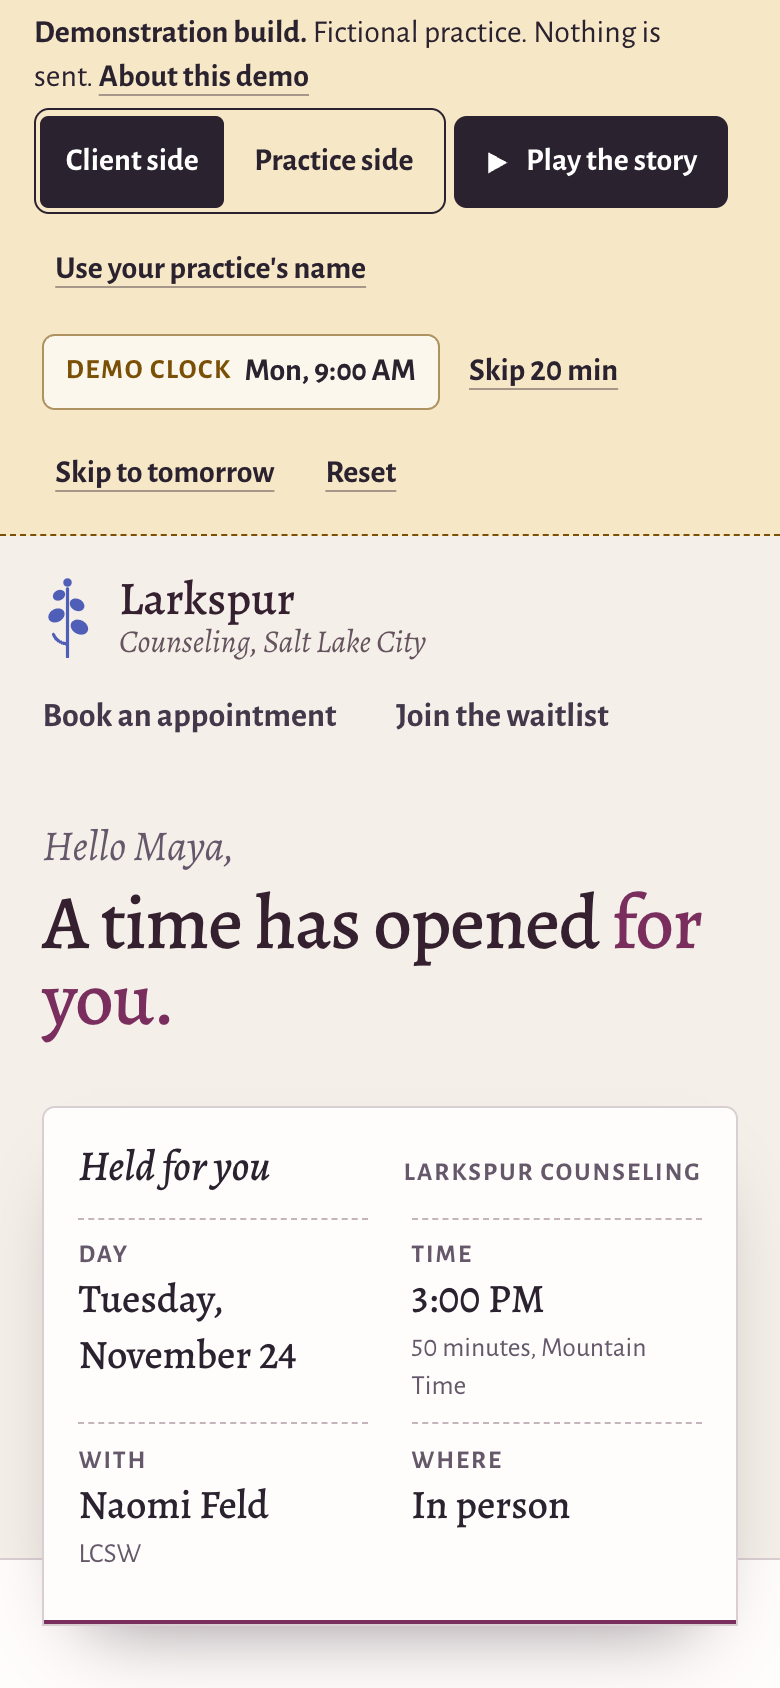 Demonstration build. Fictional practice. Nothing is
sent. About this demo
Client side Practice side ▶ Play the story
Use your practice's name
DEMO CLOCK Mon, 9:00 AM Skip 20 min
Skip to tomorrow Reset
Larkspur
Counseling, Salt Lake City
Book an appointment Join the waitlist
Hello Maya,
A time has opened for
you.
Held for you LARKSPUR COUNSELING
DAY
Tuesday,
November 24
TIME
3:00 PM
50 minutes, Mountain
Time
WITH
Naomi Feld
LCSW
WHERE
In person